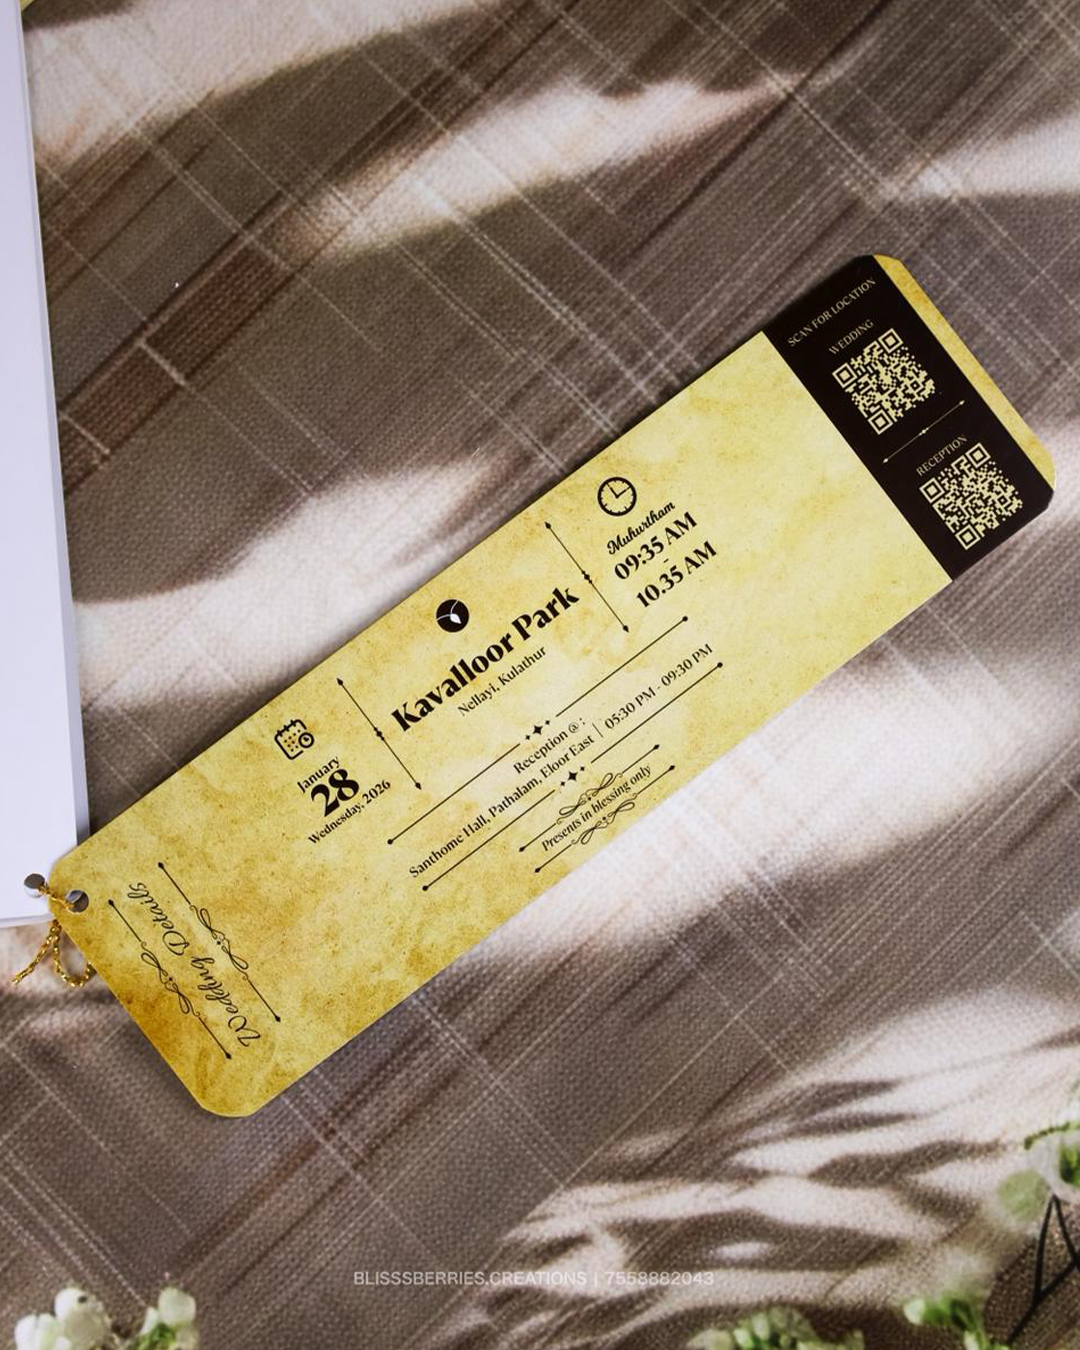 Wedding Details
January
28
Wednesday, 2026
Kavalloor Park
Nellayi, Kulathur
Muhurtham
09:35 AM
-
10.35 AM
Reception @ :
Santhome Hall, Pathalam, Eloor East | 05:30 PM - 09:30 PM
Presents in blessing only
SCAN FOR LOCATION
WEDDING
RECEPTION
BLISSSBERRIES.CREATIONS | 7558882043